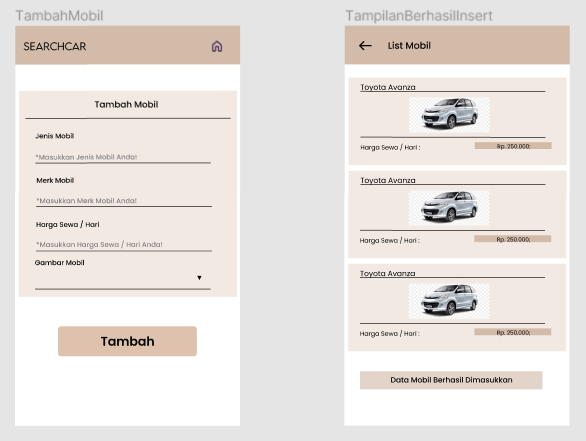 TambahMobil
SEARCHCAR
Tambah Mobil
Jenis Mobil
*Masukkan Jenis Mobil Anda!
Merk Mobil
*Masukkan Merk Mobil Anda!
Harga Sewa / Hari
*Masukkan Harga Sewa / Hari Anda!
Gambar Mobil
Tambah
TampilanBerhasilInsert
List Mobil
Toyota Avanza
Harga Sewa / Hari :
Rp. 250.000;
Toyota Avanza
Harga Sewa / Hari :
Rp. 250.000;
Toyota Avanza
Harga Sewa / Hari :
Rp. 250.000;
Data Mobil Berhasil Dimasukkan